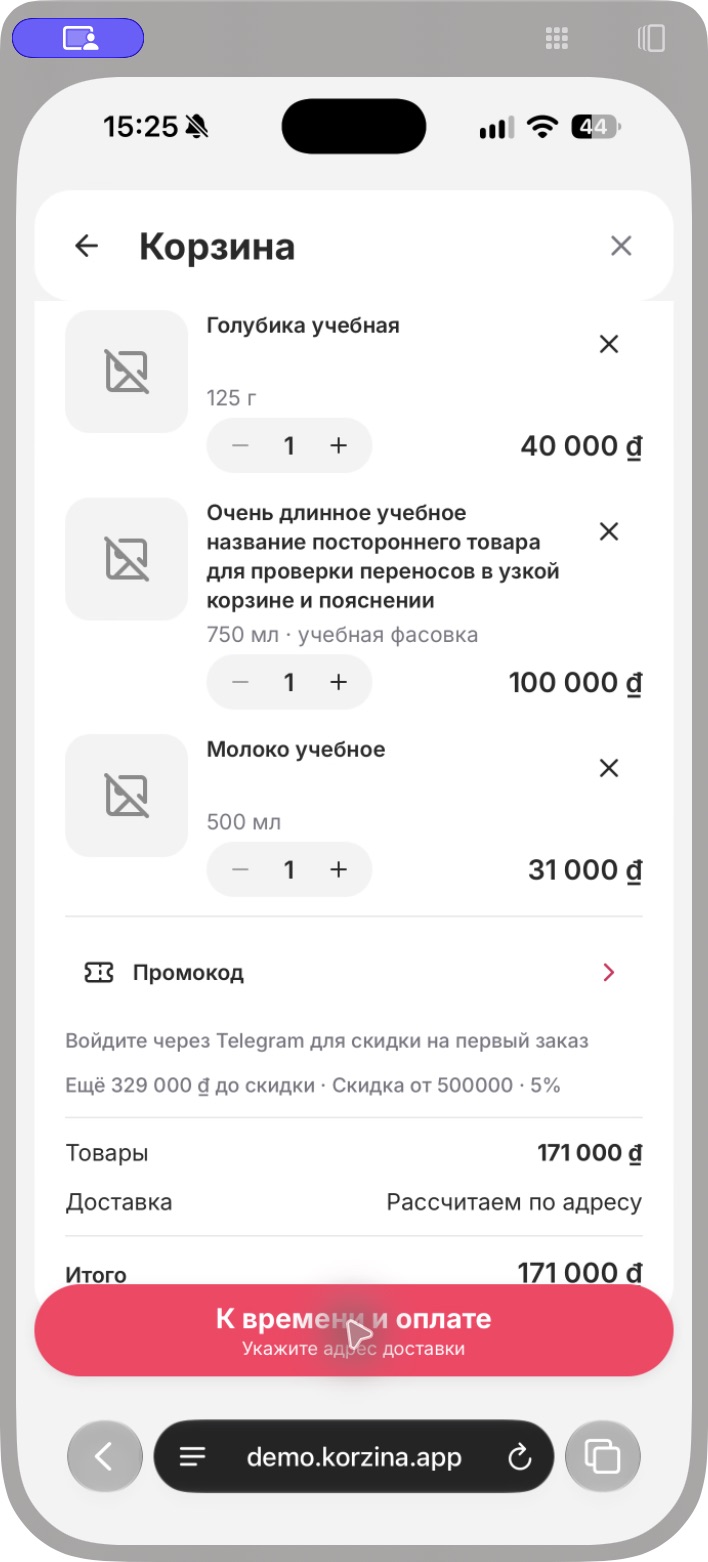 15:25
44
Корзина
Голубика учебная
125 г
1
40 000 ₫
Очень длинное учебное
название постороннего товара
для проверки переносов в узкой
корзине и пояснении
750 мл · учебная фасовка
1
100 000 ₫
Молоко учебное
500 мл
1
31 000 ₫
Промокод
Войдите через Telegram для скидки на первый заказ
Ещё 329 000 ₫ до скидки · Скидка от 500000 · 5%
Товары 171 000 ₫
Доставка Рассчитаем по адресу
Итого 171 000 ₫
К времени и оплате
Укажите адрес доставки
demo.korzina.app